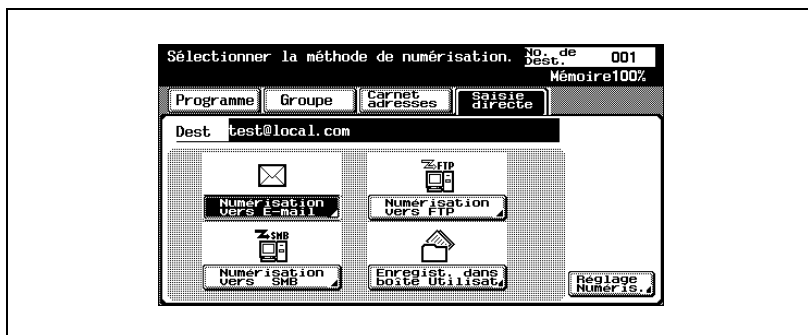 Sélectionner la méthode de numérisation. No. de Dest. 001
Mémoire100%
Programme Groupe Carnet adresses Saisie directe
Dest test@local.com
FTP
Numérisation vers E-mail
Numérisation vers FTP
SMB
Numérisation vers SMB
Enregist. dans boîte Utilisat.
Réglage Numéris.